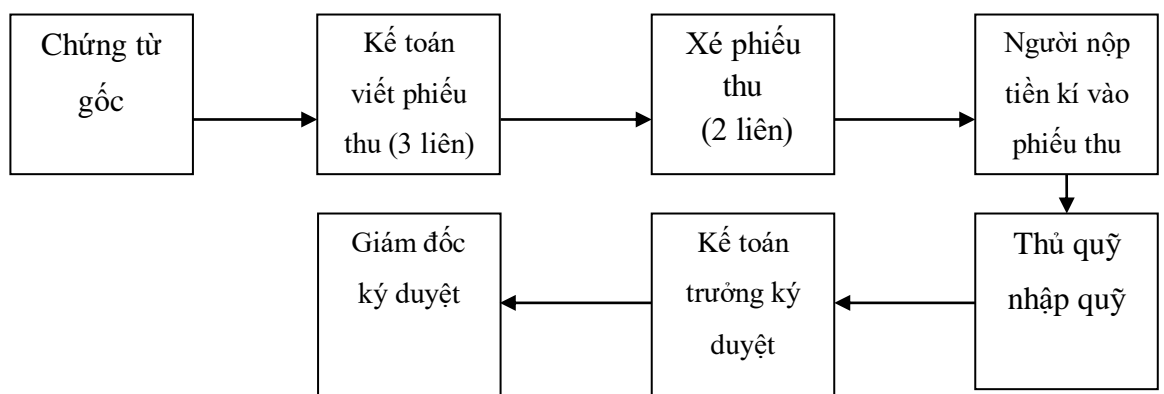 Chứng từ
gốc
Kế toán
viết phiếu
thu (3 liên)
Xé phiếu
thu
(2 liên)
Người nộp
tiền kí vào
phiếu thu
Thủ quỹ
nhập quỹ
Kế toán
trưởng ký
duyệt
Giám đốc
ký duyệt